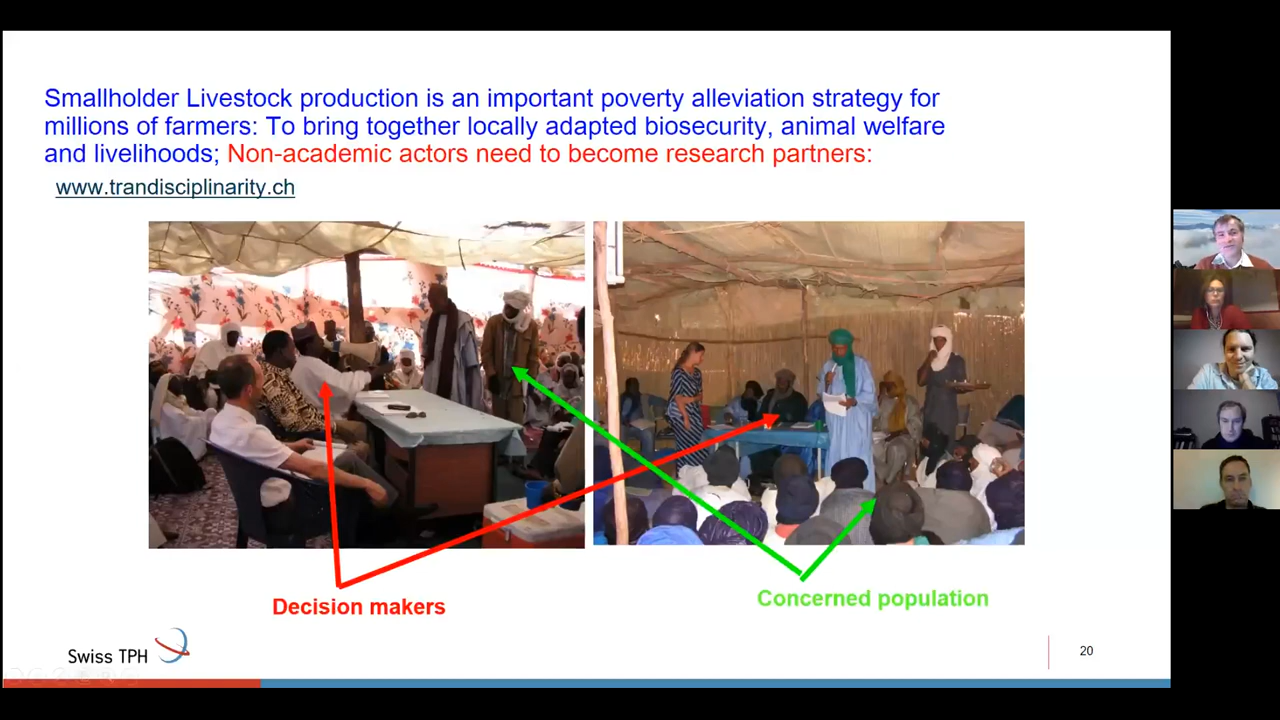 Smallholder Livestock production is an important poverty alleviation strategy for
millions of farmers: To bring together locally adapted biosecurity, animal welfare
and livelihoods; Non-academic actors need to become research partners:
www.trandisciplinarity.ch
Decision makers
Concerned population
Swiss TPH
20